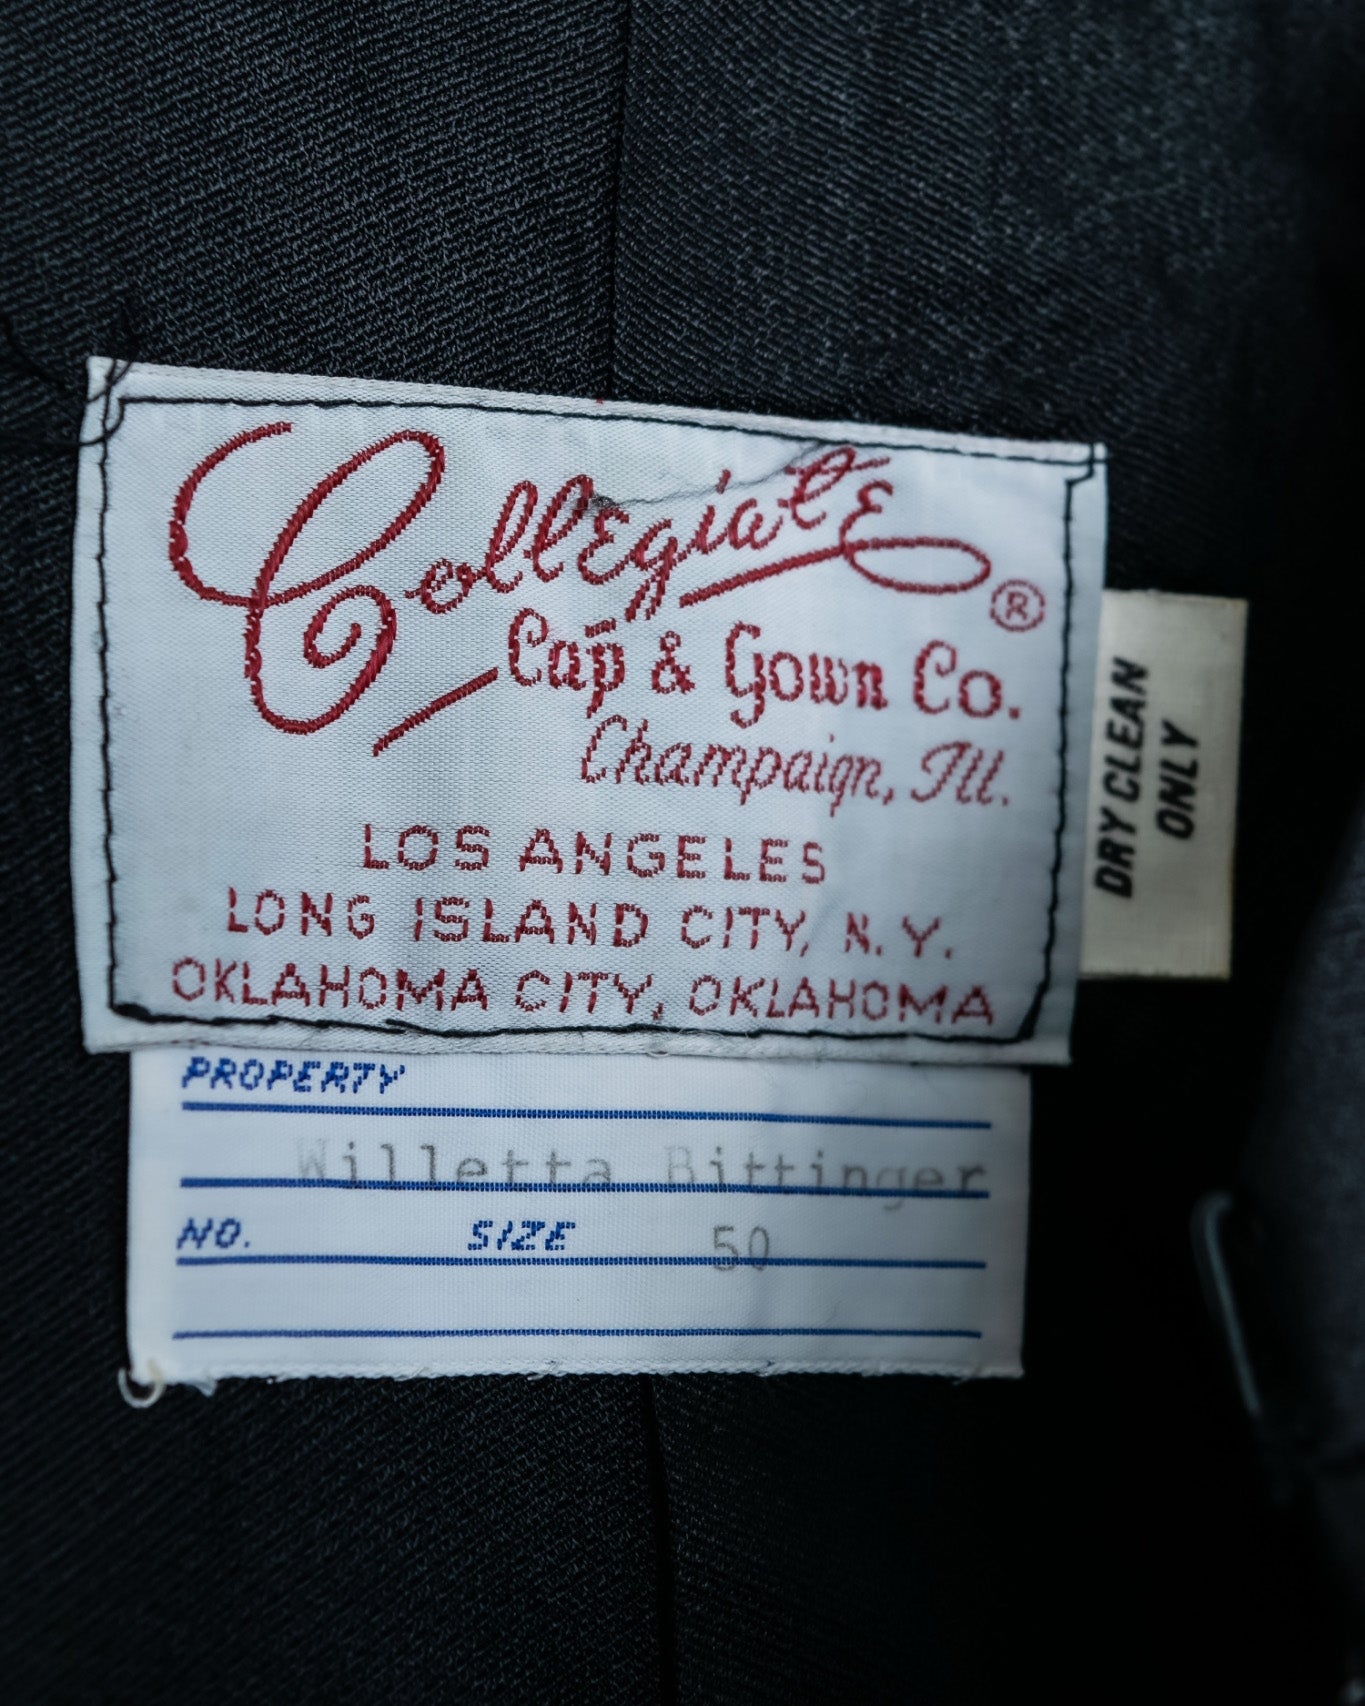 Collegiate ®
Cap & Gown Co.
Champaign, Ill.
LOS ANGELES
LONG ISLAND CITY, N. Y.
OKLAHOMA CITY, OKLAHOMA
DRY CLEAN
ONLY
PROPERTY
Willetta Bittinger
NO. SIZE 50